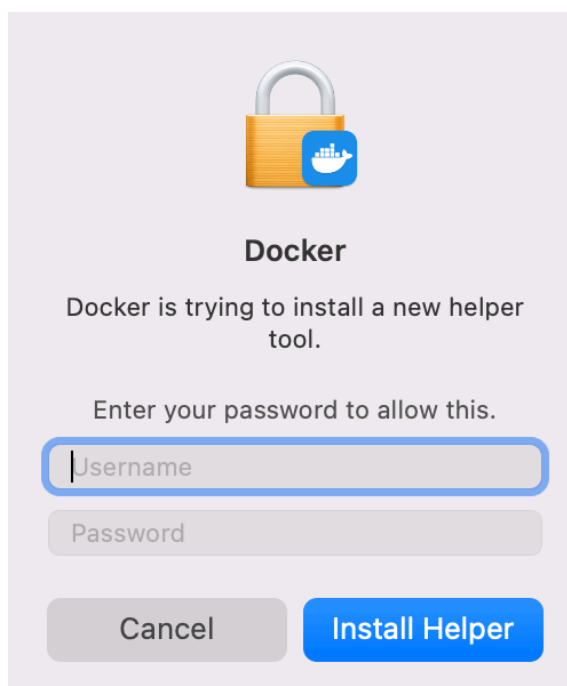 Docker
Docker is trying to install a new helper
tool.
Enter your password to allow this.
Username
Password
Cancel
Install Helper